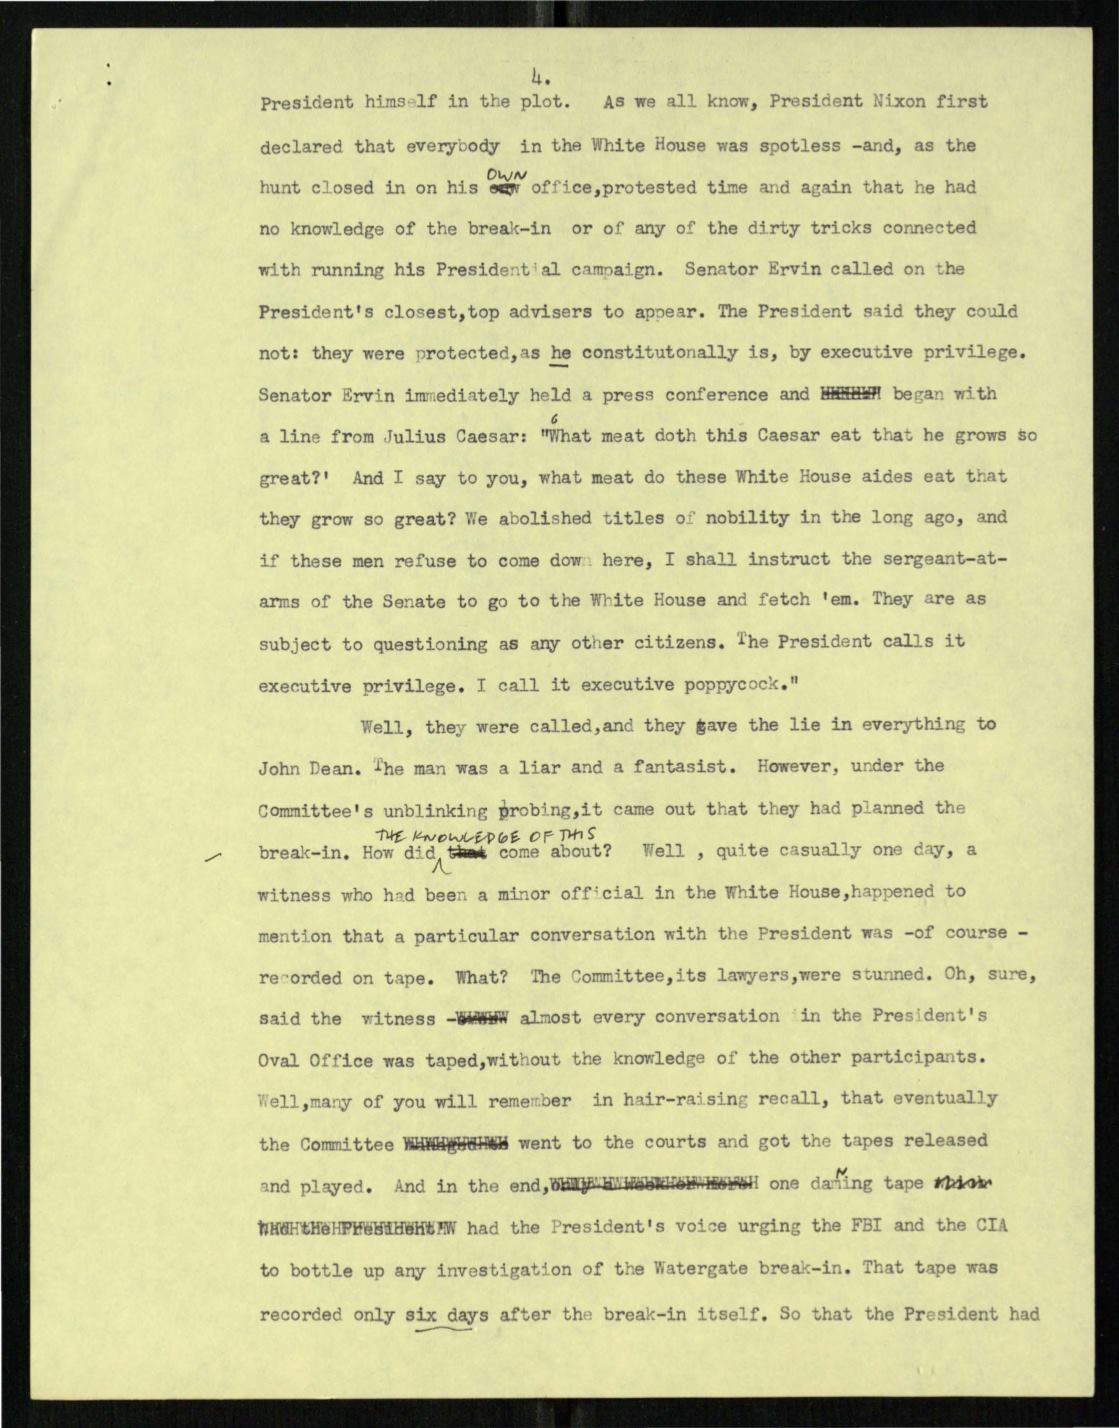 4.
President himself in the plot. As we all know, President Nixon first
declared that everybody in the White House was spotless -and, as the
OWN
hunt closed in on his office,protested time and again that he had
no knowledge of the break-in or of any of the dirty tricks connected
with running his Presidential campaign. Senator Ervin called on the
President's closest,top advisers to appear. The President said they could
not: they were protected,as he constitutonally is, by executive privilege.
Senator Ervin immediately held a press conference and began with
a line from Julius Caesar: "'What meat doth this Caesar eat that he grows so
great?' And I say to you, what meat do these White House aides eat that
they grow so great? We abolished titles of nobility in the long ago, and
if these men refuse to come down here, I shall instruct the sergeant-at-
arms of the Senate to go to the White House and fetch 'em. They are as
subject to questioning as any other citizens. The President calls it
executive privilege. I call it executive poppycock."
Well, they were called,and they gave the lie in everything to
John Dean. The man was a liar and a fantasist. However, under the
Committee's unblinking probing,it came out that they had planned the
THE KNOWLEDGE OF THIS
break-in. How did that come about? Well , quite casually one day, a
witness who had been a minor official in the White House,happened to
mention that a particular conversation with the President was -of course -
recorded on tape. What? The Committee,its lawyers,were stunned. Oh, sure,
said the witness - almost every conversation in the President's
Oval Office was taped,without the knowledge of the other participants.
Well,many of you will remember in hair-raising recall, that eventually
the Committee went to the courts and got the tapes released
and played. And in the end, one daNing tape which
had the President's voice urging the FBI and the CIA
to bottle up any investigation of the Watergate break-in. That tape was
recorded only six days after the break-in itself. So that the President had